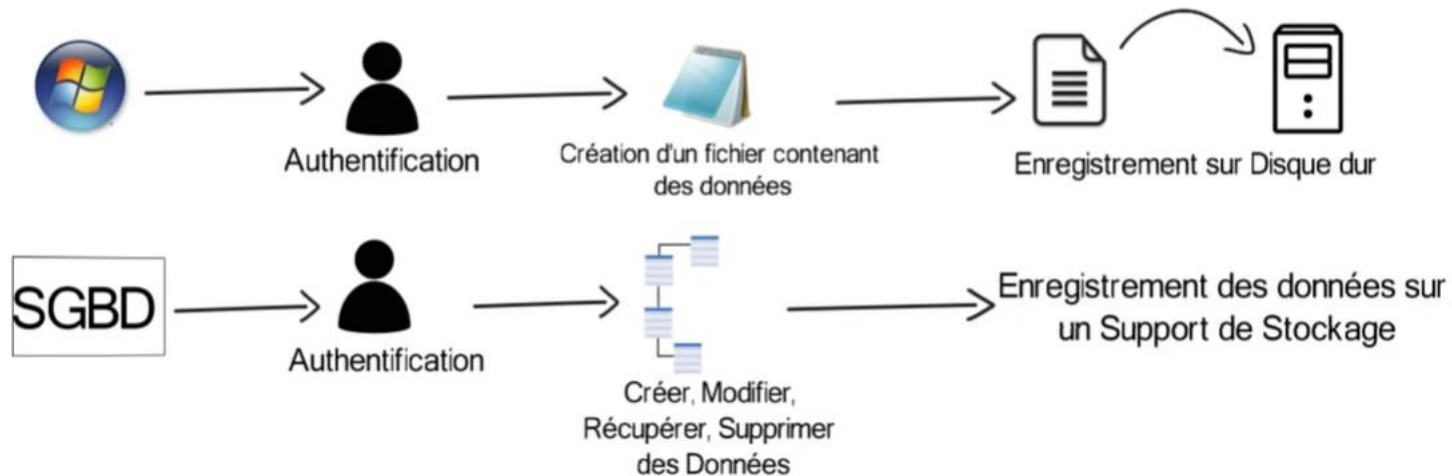 Authentification
Création d'un fichier contenant
des données
Enregistrement sur Disque dur
SGBD
Authentification
Créer, Modifier,
Récupérer, Supprimer
des Données
Enregistrement des données sur
un Support de Stockage